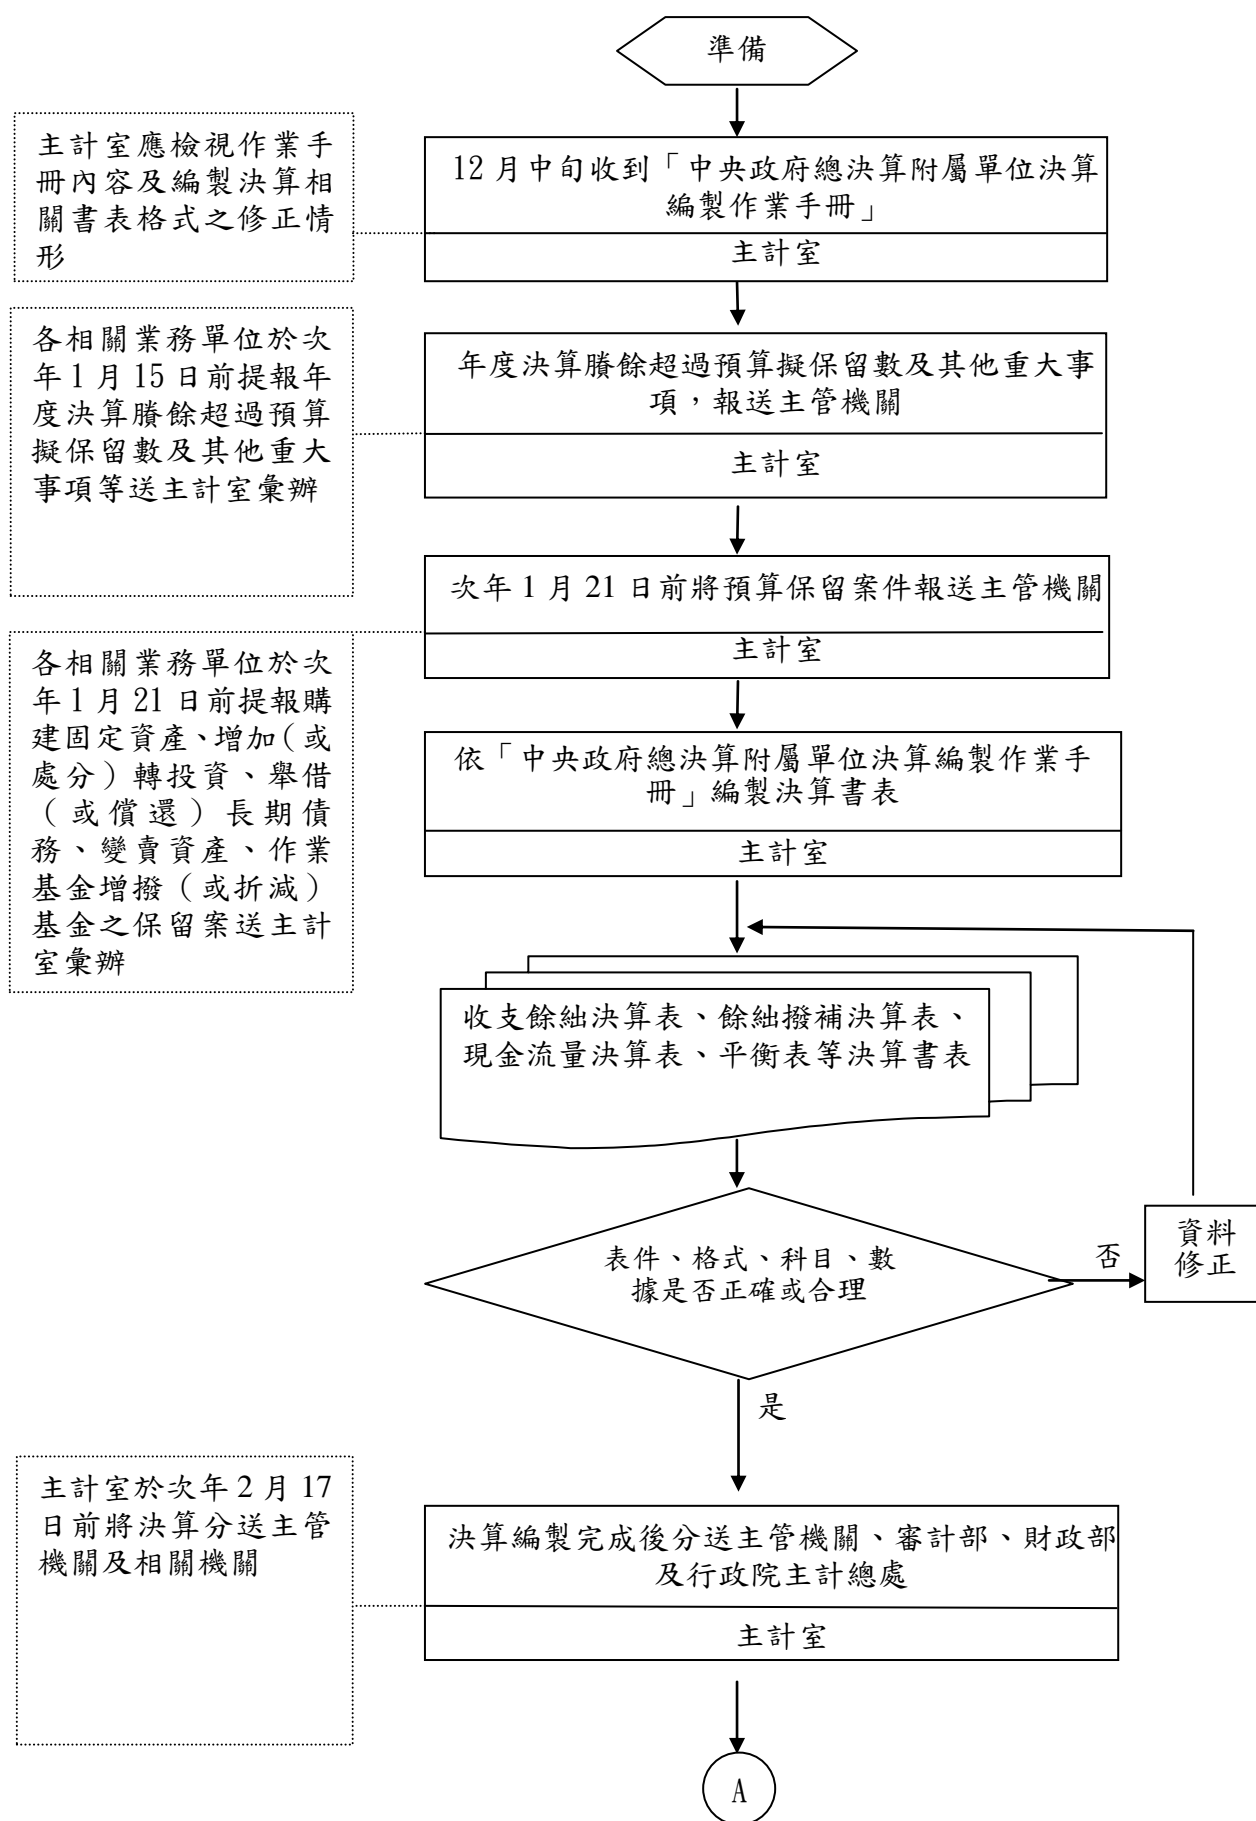 準備
主計室應檢視作業手
冊內容及編製決算相
關書表格式之修正情
形
12月中旬收到「中央政府總決算附屬單位決算
編製作業手冊」
主計室
各相關業務單位於次
年1月15日前提報年
度決算賸餘超過預算
擬保留數及其他重大
事項等送主計室彙辦
年度決算賸餘超過預算擬保留數及其他重大事
項，報送主管機關
主計室
次年1月21日前將預算保留案件報送主管機關
主計室
各相關業務單位於次
年1月21日前提報購
建固定資產、增加（或
處分）轉投資、舉借
（或償還）長期債
務、變賣資產、作業
基金增撥（或折減）
基金之保留案送主計
室彙辦
依「中央政府總決算附屬單位決算編製作業手
冊」編製決算書表
主計室
收支餘絀決算表、餘絀撥補決算表、
現金流量決算表、平衡表等決算書表
表件、格式、科目、數
據是否正確或合理
否
資料
修正
是
主計室於次年2月17
日前將決算分送主管
機關及相關機關
決算編製完成後分送主管機關、審計部、財政部
及行政院主計總處
主計室
A